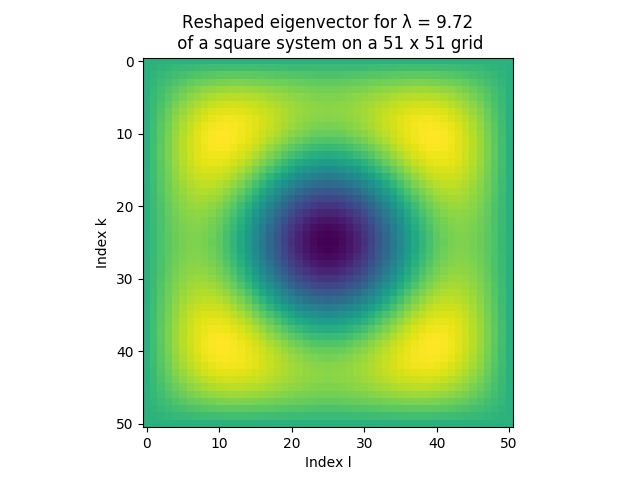 Reshaped eigenvector for λ = 9.72
of a square system on a 51 x 51 grid
0
10
20
30
40
50
Index k
0 10 20 30 40 50
Index l